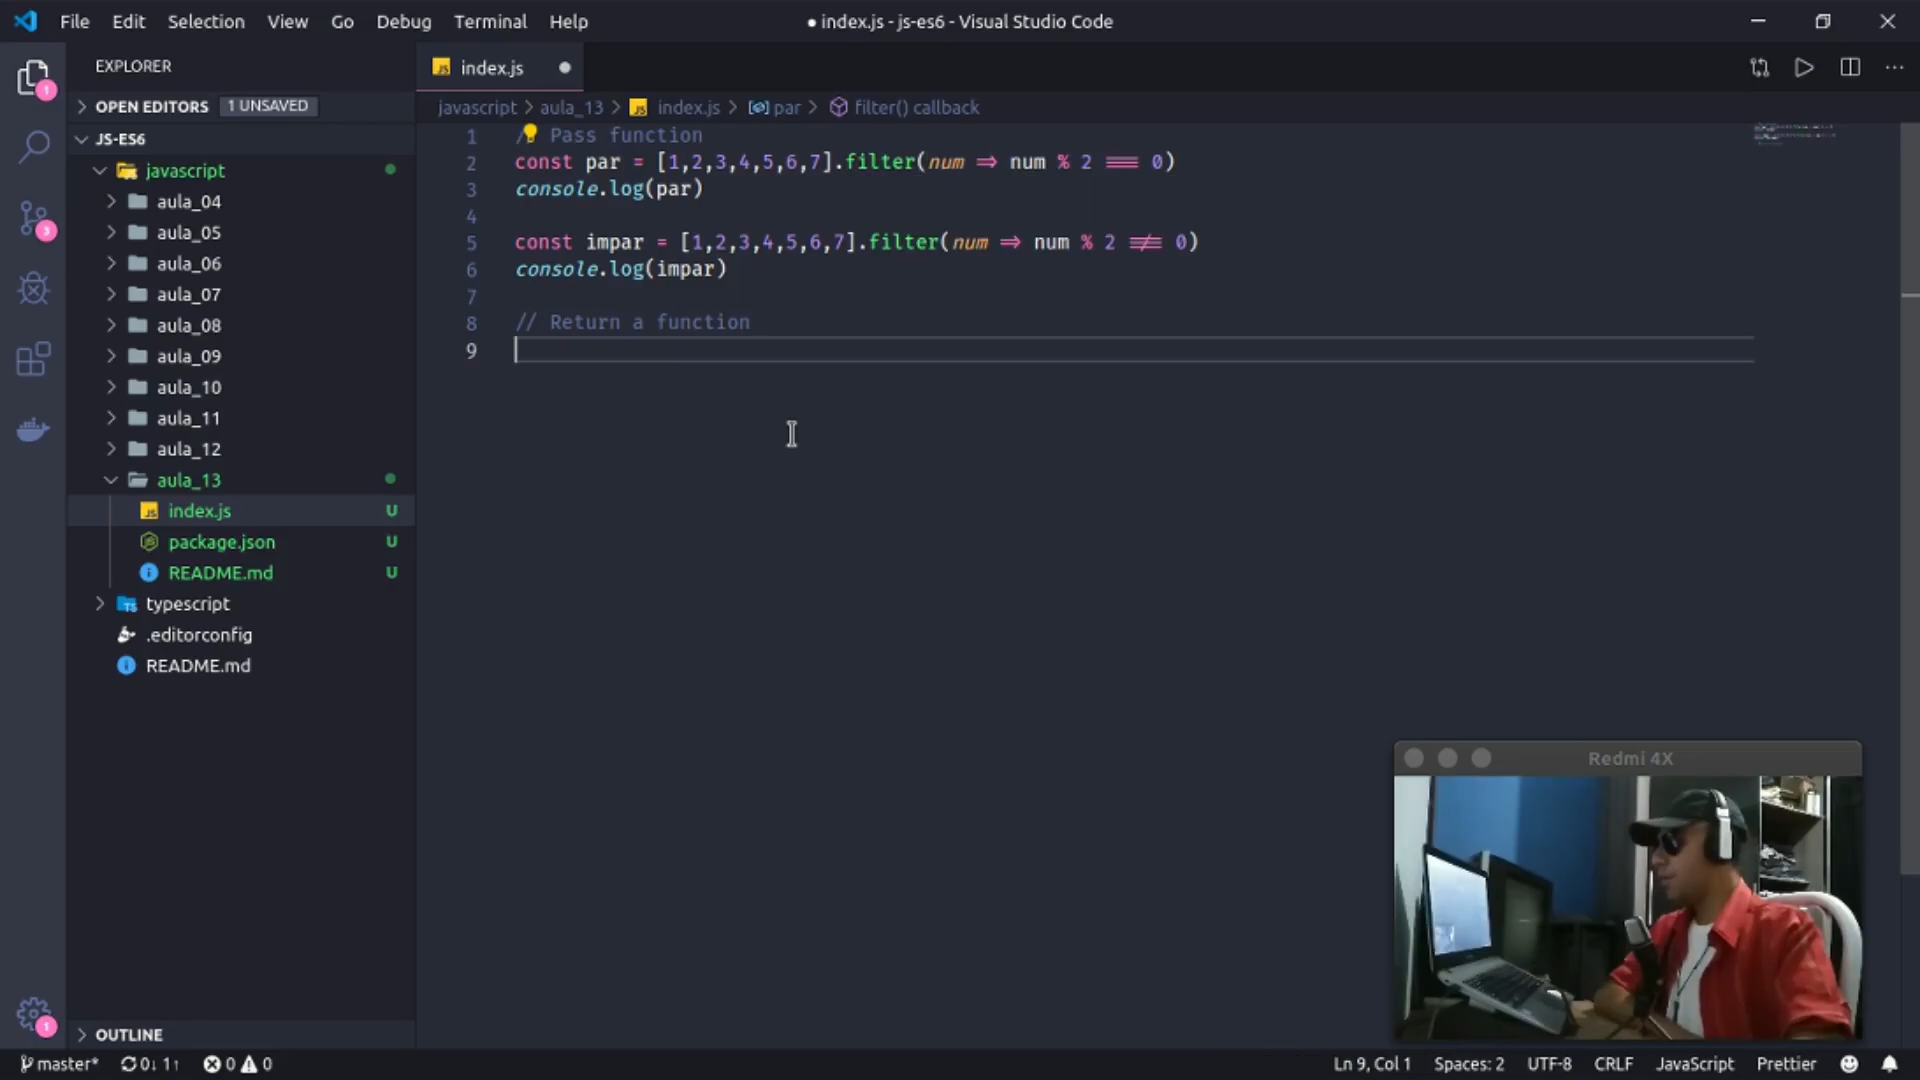 File Edit Selection View Go Debug Terminal Help
● index.js - js-es6 - Visual Studio Code
EXPLORER
OPEN EDITORS 1 UNSAVED
JS-ES6
javascript
aula_04
aula_05
aula_06
aula_07
aula_08
aula_09
aula_10
aula_11
aula_12
aula_13
index.js U
package.json U
README.md U
typescript
.editorconfig
README.md
OUTLINE
1
3
1
index.js
javascript > aula_13 > index.js > par > filter() callback
1 / Pass function
2 const par = [1,2,3,4,5,6,7].filter(num => num % 2 === 0)
3 console.log(par)
4
5 const impar = [1,2,3,4,5,6,7].filter(num => num % 2 !== 0)
6 console.log(impar)
7
8 // Return a function
9
Redmi 4X
master* 0↓ 1↑ 0 0
Ln 9, Col 1 Spaces: 2 UTF-8 CRLF JavaScript Prettier